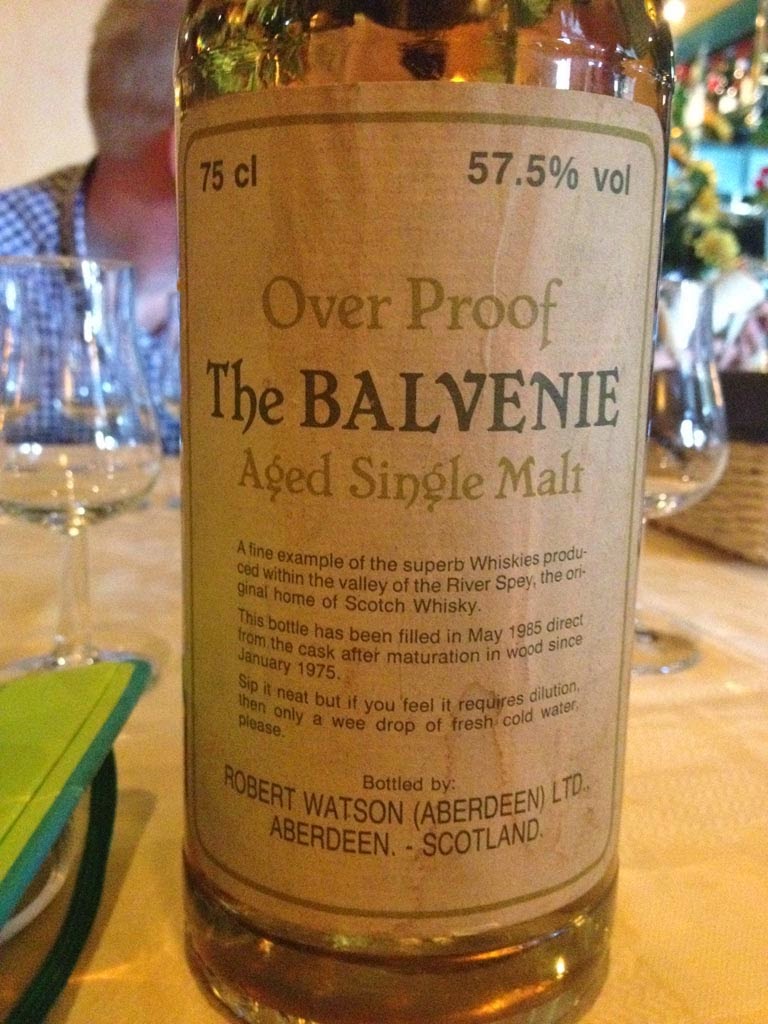 75 cl 57.5% vol
Over Proof
The BALVENIE
Aged Single Malt
A fine example of the superb Whiskies produ-
ced within the valley of the River Spey, the ori-
ginal home of Scotch Whisky.
This bottle has been filled in May 1985 direct
from the cask after maturation in wood since
January 1975.
Sip it neat but if you feel it requires dilution,
then only a wee drop of fresh cold water,
please.
Bottled by:
ROBERT WATSON (ABERDEEN) LTD.,
ABERDEEN. - SCOTLAND.